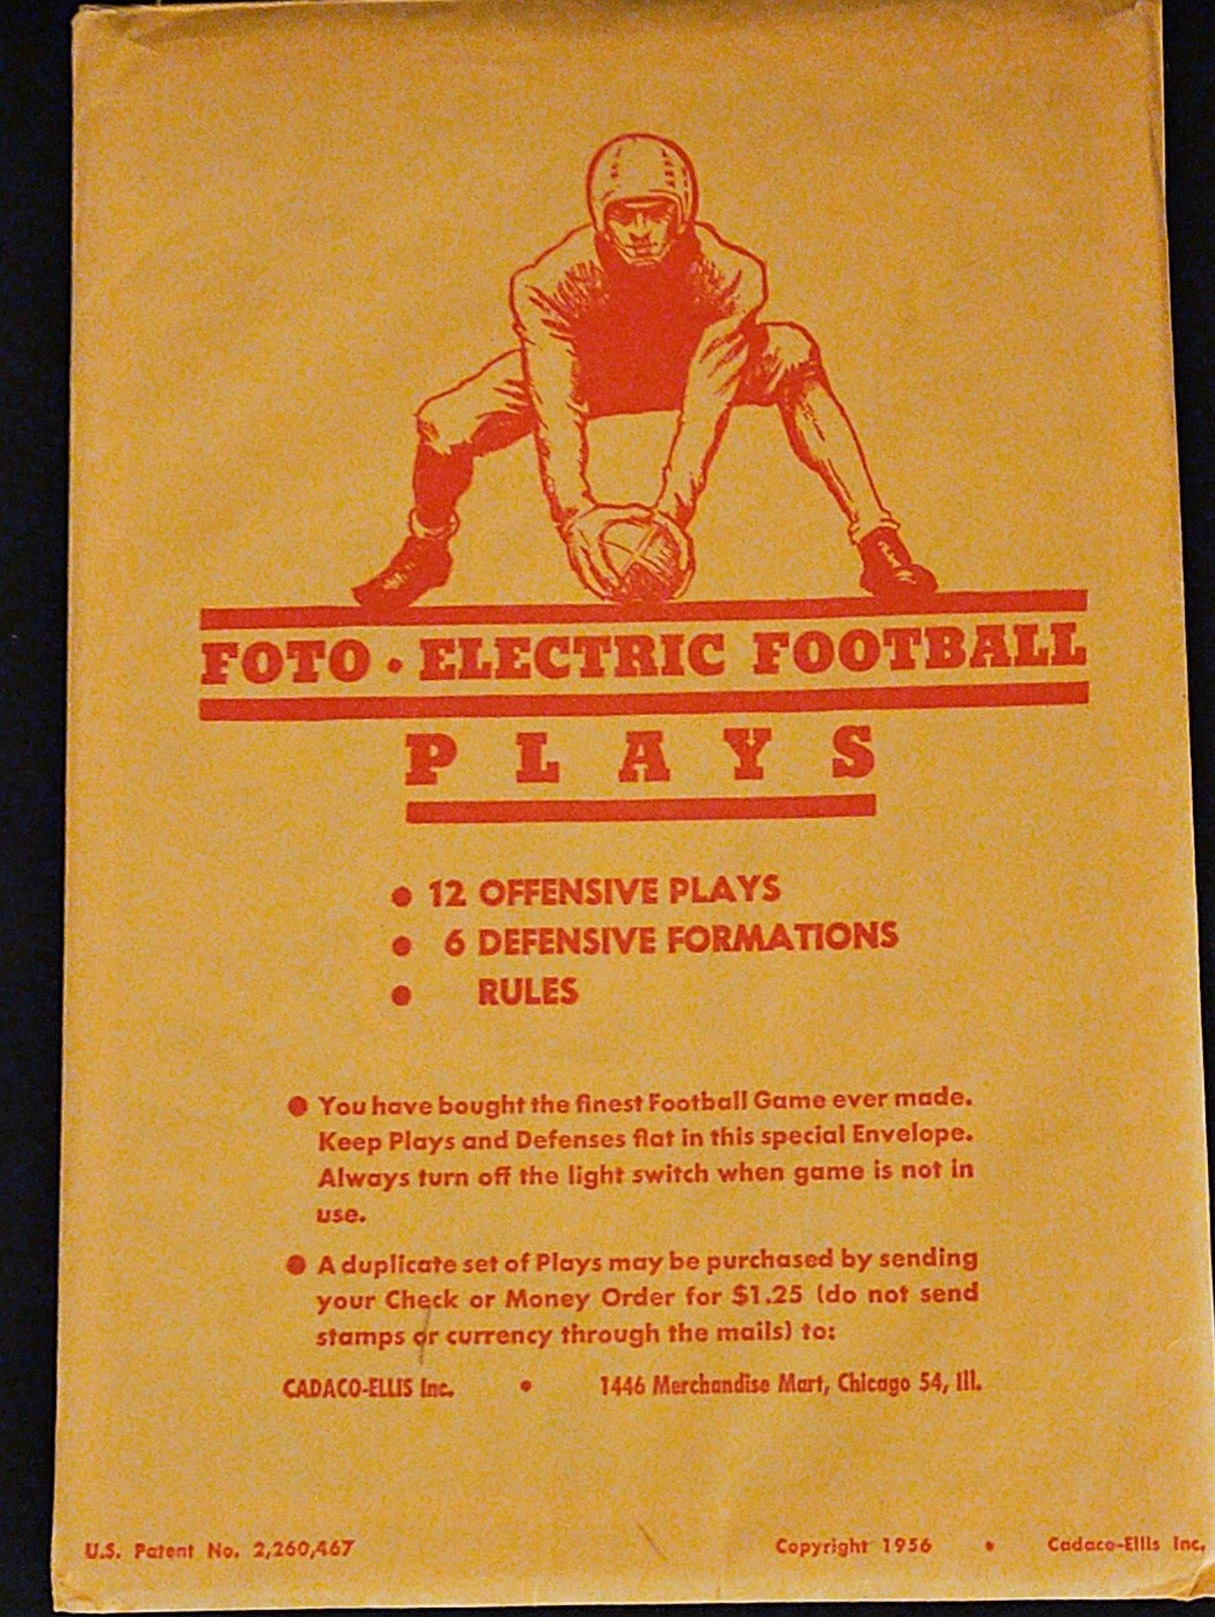 FOTO • ELECTRIC FOOTBALL
PLAYS
• 12 OFFENSIVE PLAYS
• 6 DEFENSIVE FORMATIONS
• RULES
• You have bought the finest Football Game ever made.
Keep Plays and Defenses flat in this special Envelope.
Always turn off the light switch when game is not in
use.
• A duplicate set of Plays may be purchased by sending
your Check or Money Order for $1.25 (do not send
stamps or currency through the mails) to:
CADACO-ELLIS Inc. • 1446 Merchandise Mart, Chicago 54, Ill.
U.S. Patent No. 2,260,467 Copyright 1956 • Cadaco-Ellis Inc.